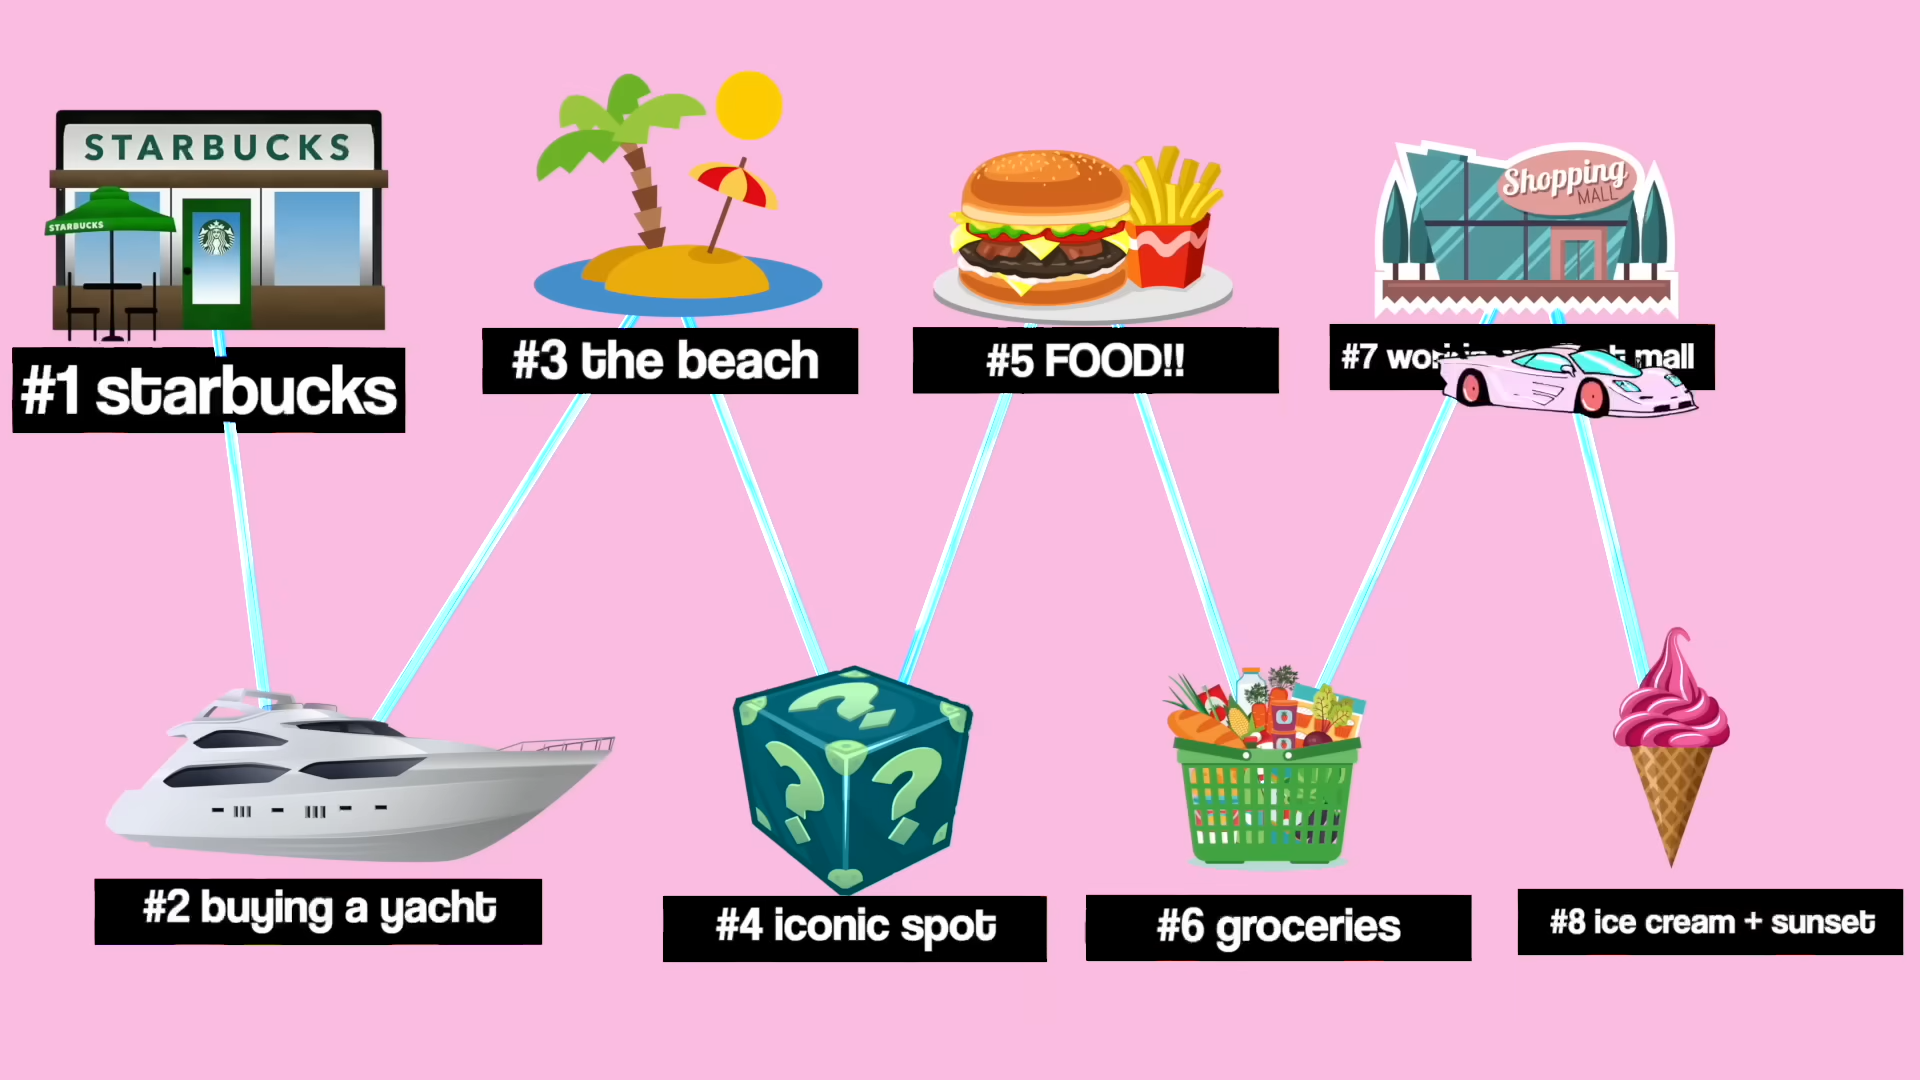 STARBUCKS
STARBUCKS
#1 starbucks
#2 buying a yacht
#3 the beach
#4 iconic spot
#5 FOOD!!
#6 groceries
Shopping
MALL
#7 mall
#8 ice cream + sunset